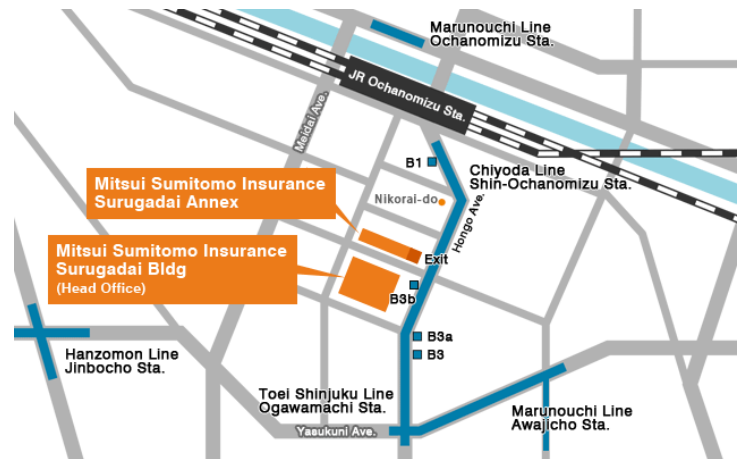 Marunouchi Line
Ochanomizu Sta.
JR Ochanomizu Sta.
Meidai Ave.
B1
Chiyoda Line
Shin-Ochanomizu Sta.
Mitsui Sumitomo Insurance
Surugadai Annex
Nikorai-do
Hongo Ave.
Mitsui Sumitomo Insurance
Surugadai Bldg
(Head Office)
Exit
B3b
B3a
B3
Hanzomon Line
Jinbocho Sta.
Toei Shinjuku Line
Ogawamachi Sta.
Marunouchi Line
Awajicho Sta.
Yasukuni Ave.